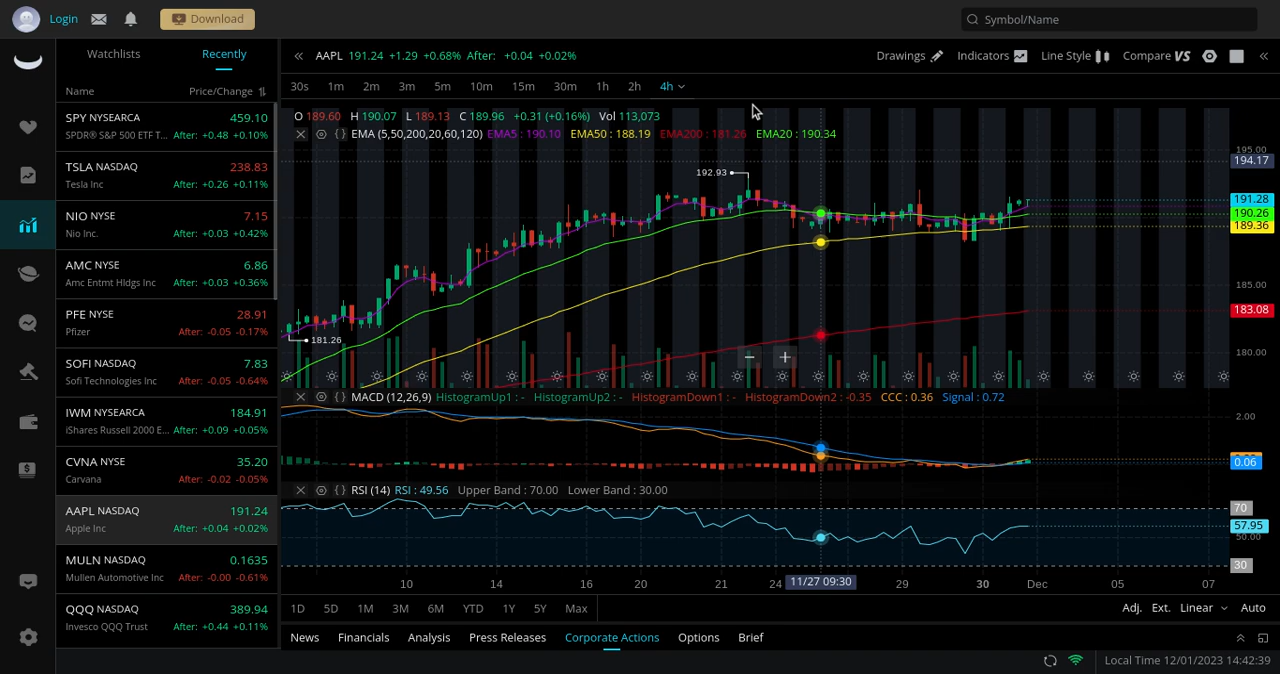 Login
Download
Symbol/Name
Watchlists
Recently
Name
Price/Change
SPY NYSEARCA 459.10
SPDR® S&P 500 ETF T... After: +0.48 +0.10%
TSLA NASDAQ 238.83
Tesla Inc After: +0.26 +0.11%
NIO NYSE 7.15
Nio Inc. After: +0.03 +0.42%
AMC NYSE 6.86
Amc Entmt Hldgs Inc After: +0.03 +0.36%
PFE NYSE 28.91
Pfizer After: -0.05 -0.17%
SOFI NASDAQ 7.83
Sofi Technologies Inc After: -0.05 -0.64%
IWM NYSEARCA 184.91
iShares Russell 2000 E... After: +0.09 +0.05%
CVNA NYSE 35.20
Carvana After: -0.02 -0.05%
AAPL NASDAQ 191.24
Apple Inc After: +0.04 +0.02%
MULN NASDAQ 0.1635
Mullen Automotive Inc After: -0.00 -0.61%
QQQ NASDAQ 389.94
Invesco QQQ Trust After: +0.44 +0.11%
AAPL 191.24 +1.29 +0.68% After: +0.04 +0.02%
Drawings Indicators Line Style Compare VS
30s 1m 2m 3m 5m 10m 15m 30m 1h 2h 4h
O 189.60 H 190.07 L 189.13 C 189.96 +0.31 (+0.16%) Vol 113,073
EMA (5,50,200,20,60,120) EMA5 : 190.10 EMA50 : 188.19 EMA200 : 181.26 EMA20 : 190.34
195.00
194.17
192.93
191.28
190.26
189.36
185.00
183.08
181.26
180.00
MACD (12,26,9) HistogramUp1 : - HistogramUp2 : - HistogramDown1 : - HistogramDown2 : -0.35 CCC : 0.36 Signal : 0.72
2.00
0.06
RSI (14) RSI : 49.56 Upper Band : 70.00 Lower Band : 30.00
70
57.95
50.00
30
10 14 16 20 21 24 11/27 09:30 29 30 Dec 05 07
1D 5D 1M 3M 6M YTD 1Y 5Y Max
Adj. Ext. Linear Auto
News Financials Analysis Press Releases Corporate Actions Options Brief
Local Time 12/01/2023 14:42:39